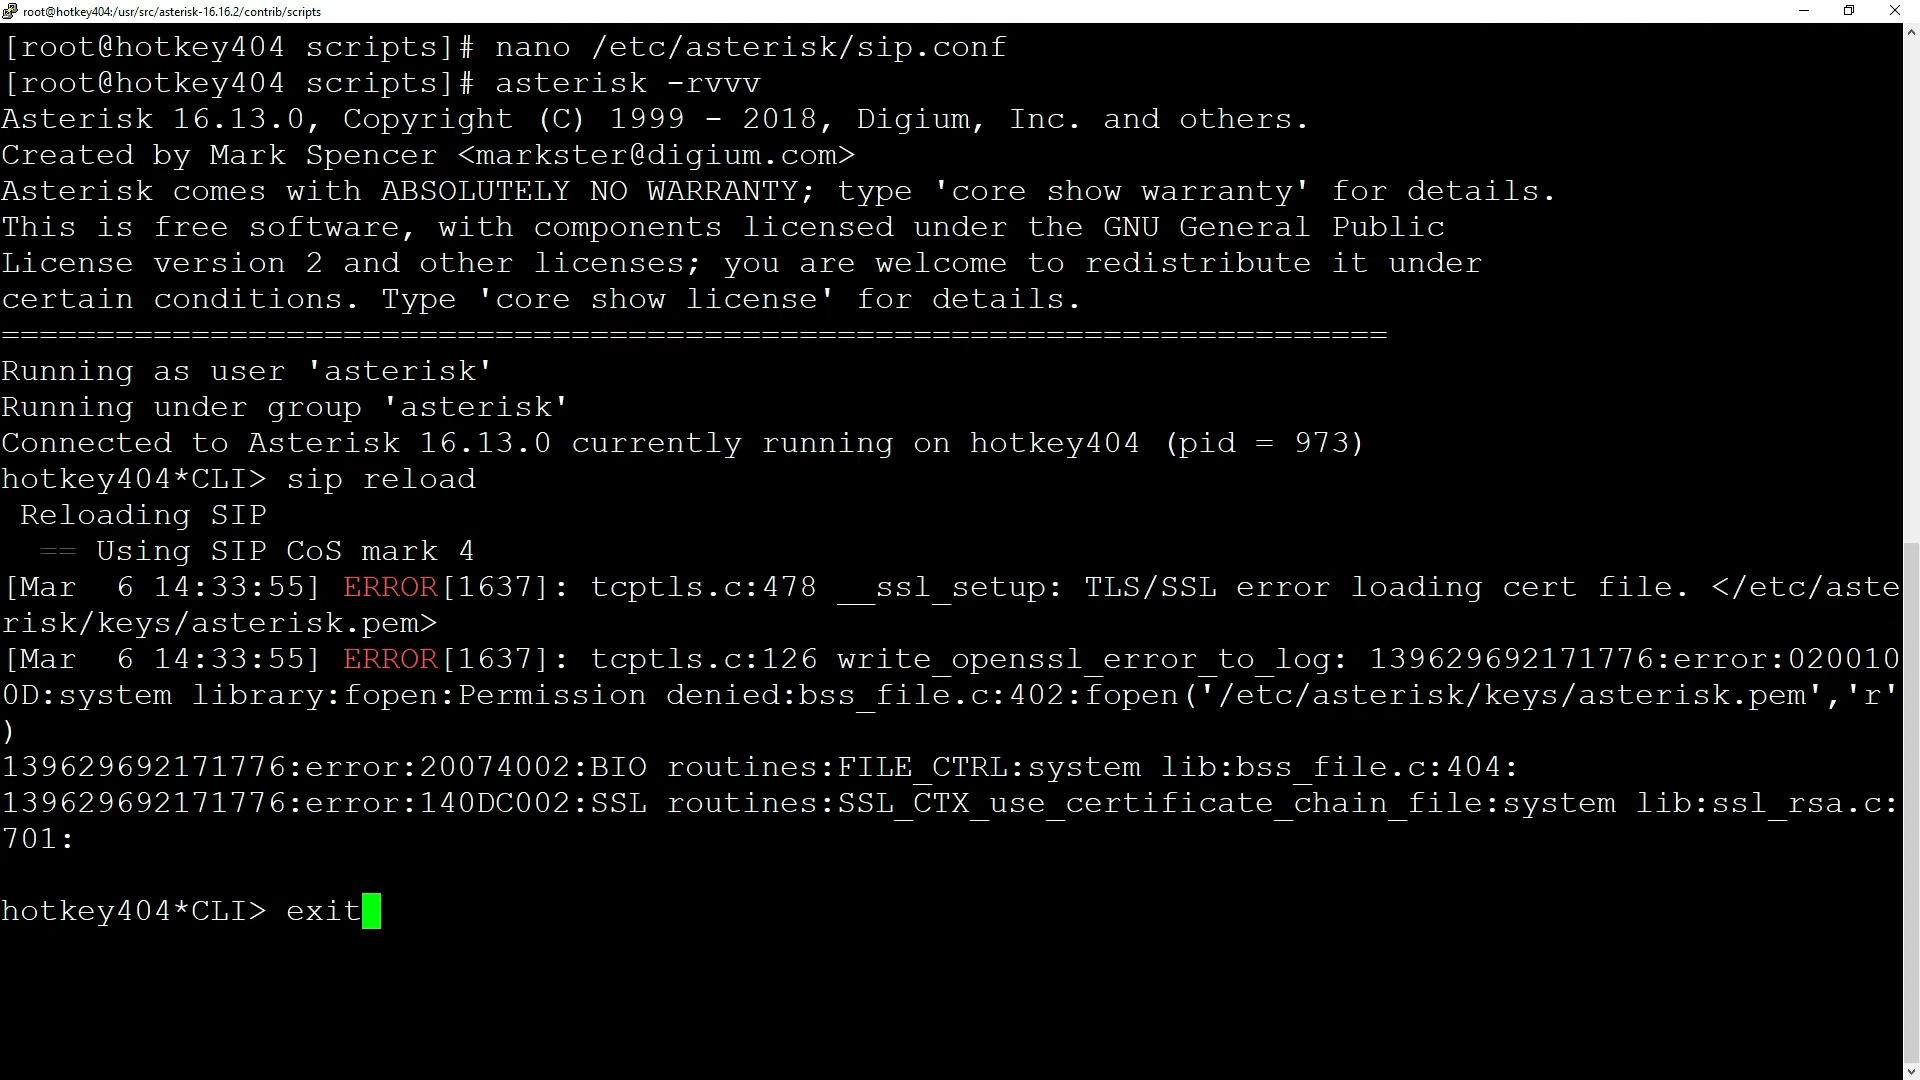 root@hotkey404:/usr/src/asterisk-16.16.2/contrib/scripts
[root@hotkey404 scripts]# nano /etc/asterisk/sip.conf
[root@hotkey404 scripts]# asterisk -rvvv
Asterisk 16.13.0, Copyright (C) 1999 - 2018, Digium, Inc. and others.
Created by Mark Spencer <markster@digium.com>
Asterisk comes with ABSOLUTELY NO WARRANTY; type 'core show warranty' for details.
This is free software, with components licensed under the GNU General Public
License version 2 and other licenses; you are welcome to redistribute it under
certain conditions. Type 'core show license' for details.
=========================================================================
Running as user 'asterisk'
Running under group 'asterisk'
Connected to Asterisk 16.13.0 currently running on hotkey404 (pid = 973)
hotkey404*CLI> sip reload
 Reloading SIP
  == Using SIP CoS mark 4
[Mar  6 14:33:55] ERROR[1637]: tcptls.c:478 __ssl_setup: TLS/SSL error loading cert file. </etc/aste
risk/keys/asterisk.pem>
[Mar  6 14:33:55] ERROR[1637]: tcptls.c:126 write_openssl_error_to_log: 139629692171776:error:020010
0D:system library:fopen:Permission denied:bss_file.c:402:fopen('/etc/asterisk/keys/asterisk.pem','r'
)
139629692171776:error:20074002:BIO routines:FILE_CTRL:system lib:bss_file.c:404:
139629692171776:error:140DC002:SSL routines:SSL_CTX_use_certificate_chain_file:system lib:ssl_rsa.c:
701:
hotkey404*CLI> exit